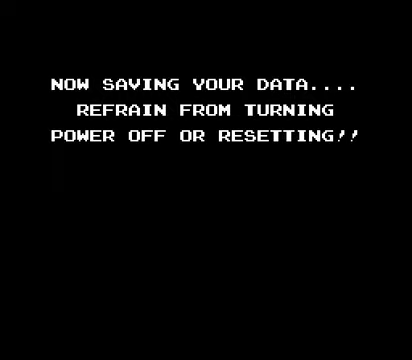 NOW SAVING YOUR DATA....
REFRAIN FROM TURNING
POWER OFF OR RESETTING!!